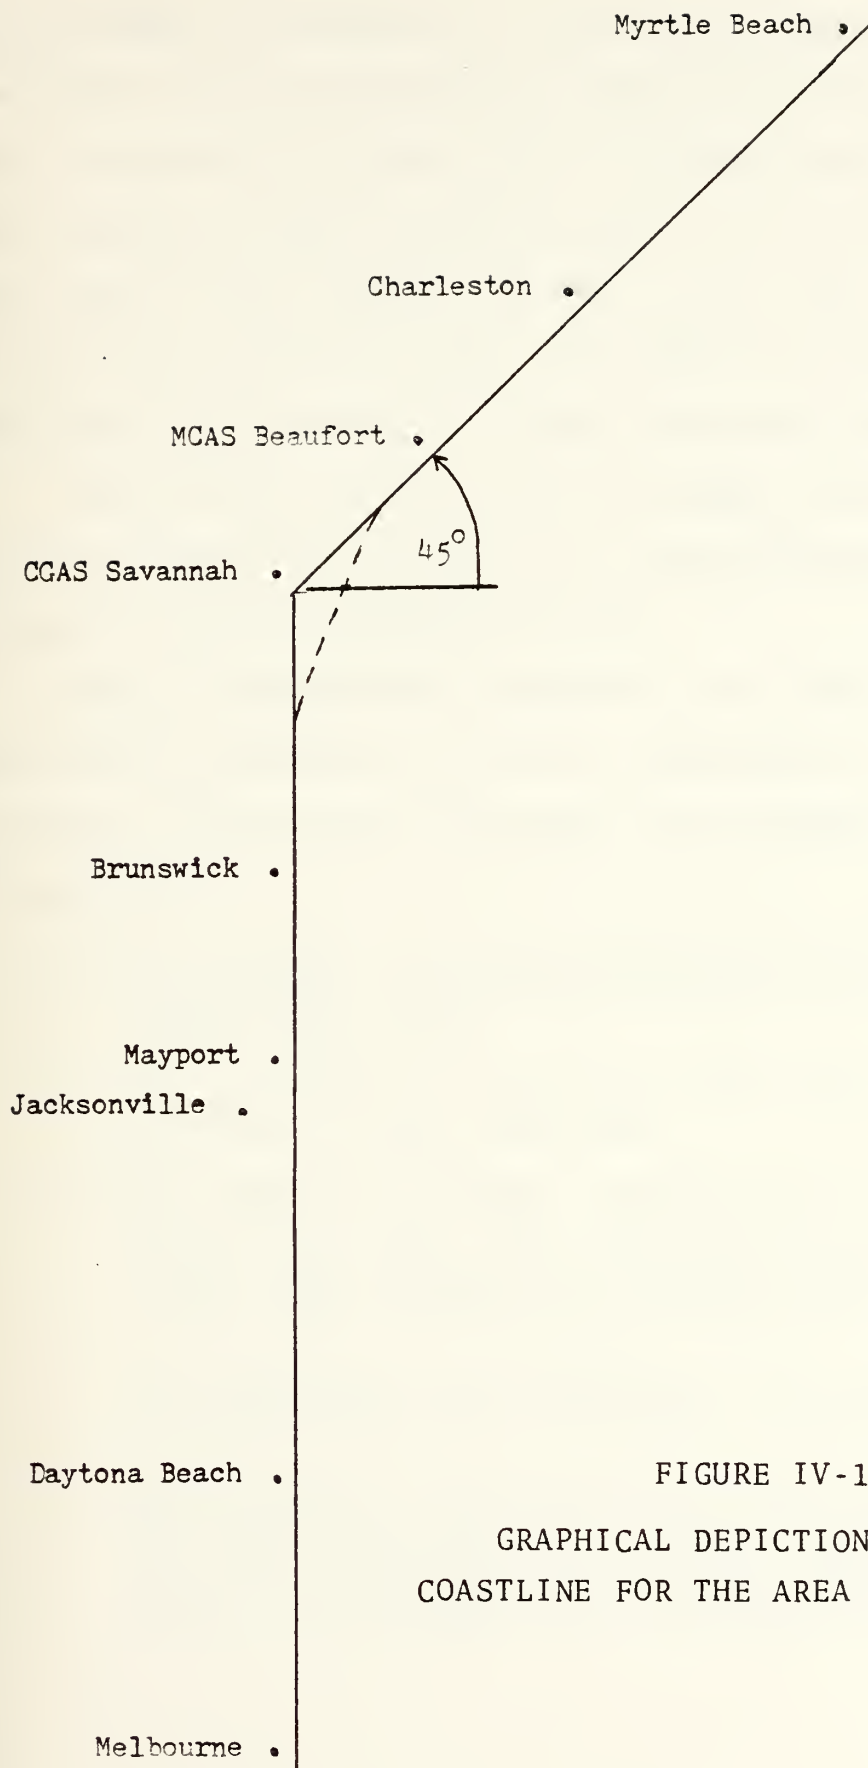 Myrtle Beach
Charleston
MCAS Beaufort
45°
CGAS Savannah
Brunswick
Mayport
Jacksonville
Daytona Beach
FIGURE IV-1
GRAPHICAL DEPICTION
COASTLINE FOR THE AREA
Melbourne